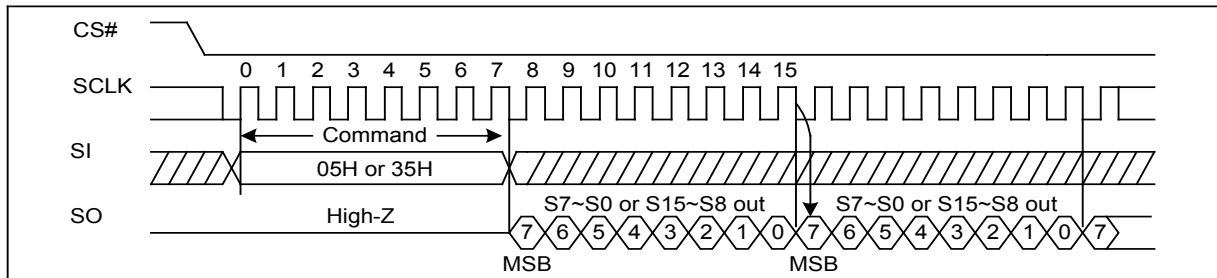 CS#
0 1 2 3 4 5 6 7 8 9 10 11 12 13 14 15
SCLK
Command
SI
05H or 35H
S7~S0 or S15~S8 out S7~S0 or S15~S8 out
SO High-Z
7 6 5 4 3 2 1 0 7 6 5 4 3 2 1 0 7
MSB MSB